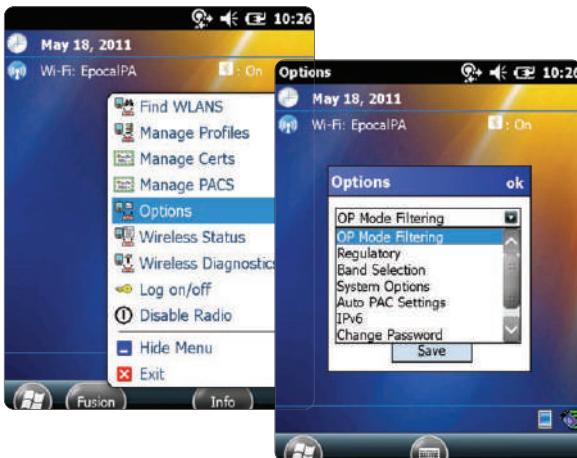 10:26
May 18, 2011
Wi-Fi: EpocalPA
: On
Find WLANS
Manage Profiles
Manage Certs
Manage PACS
Options
Wireless Status
Wireless Diagnostics
Log on/off
Disable Radio
Hide Menu
Exit
Fusion
Info
Options
10:26
May 18, 2011
Wi-Fi: EpocalPA
: On
Options
ok
OP Mode Filtering
OP Mode Filtering
Regulatory
Band Selection
System Options
Auto PAC Settings
IPv6
Change Password
Save